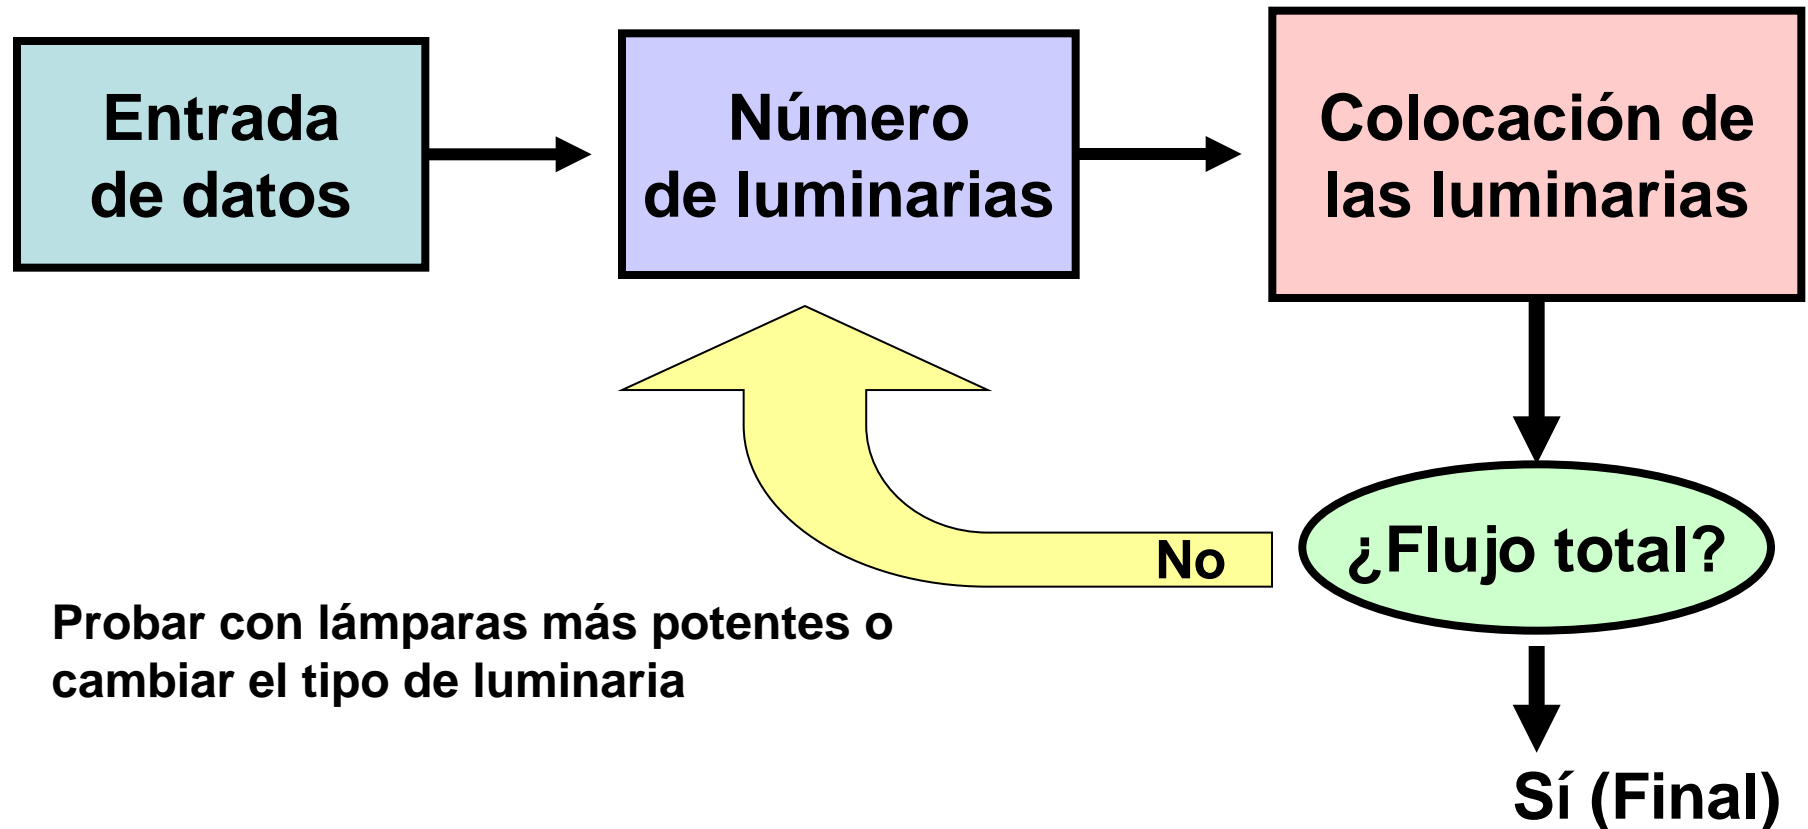 Entrada
de datos
Número
de luminarias
Colocación de
las luminarias
¿Flujo total?
No
Probar con lámparas más potentes o
cambiar el tipo de luminaria
Sí (Final)